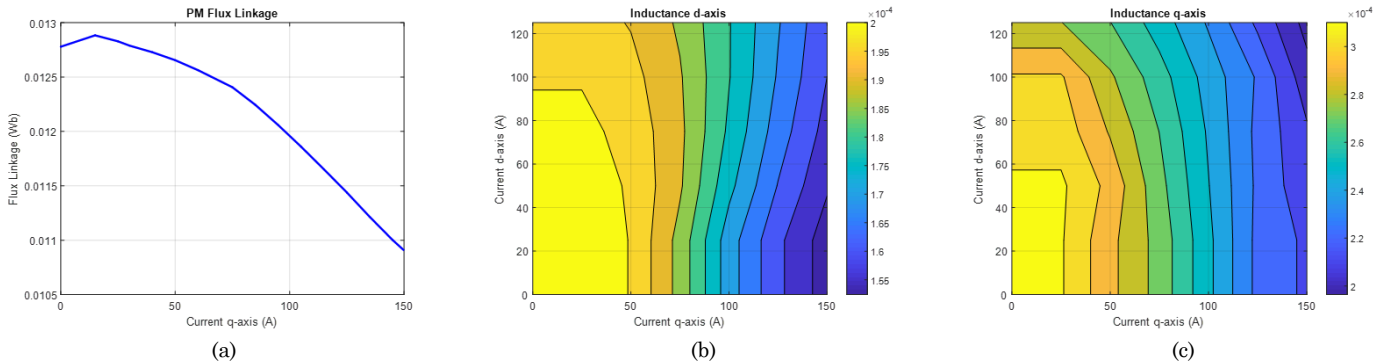 PM Flux Linkage
0.013
0.0125
0.012
0.0115
0.011
0.0105
Flux Linkage (Wb)
0 50 100 150
Current q-axis (A)
(a)
Inductance d-axis
120
100
80
60
40
20
0
Current d-axis (A)
0 50 100 150
Current q-axis (A)
×10⁻⁴
2
1.95
1.9
1.85
1.8
1.75
1.7
1.65
1.6
1.55
(b)
Inductance q-axis
120
100
80
60
40
20
0
Current d-axis (A)
0 50 100 150
Current q-axis (A)
×10⁻⁴
3
2.8
2.6
2.4
2.2
2
(c)